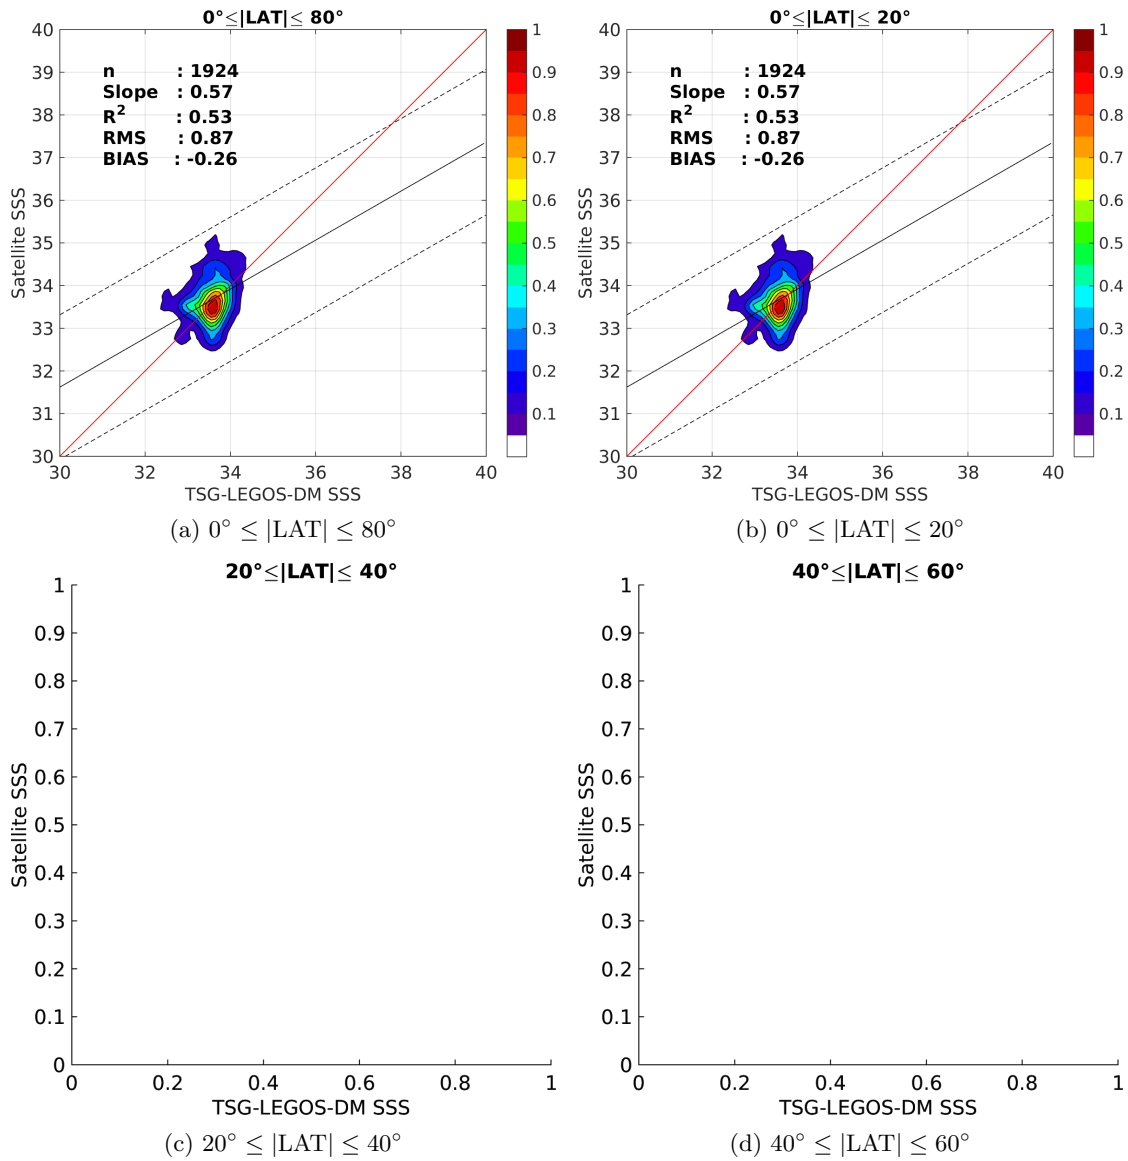 0°≤|LAT|≤ 80°
n : 1924
Slope : 0.57
R² : 0.53
RMS : 0.87
BIAS : -0.26
40
39
38
37
36
35
34
33
32
31
30
Satellite SSS
30 32 34 36 38 40
TSG-LEGOS-DM SSS
1
0.9
0.8
0.7
0.6
0.5
0.4
0.3
0.2
0.1
(a) 0° ≤ |LAT| ≤ 80°
0°≤|LAT|≤ 20°
n : 1924
Slope : 0.57
R² : 0.53
RMS : 0.87
BIAS : -0.26
40
39
38
37
36
35
34
33
32
31
30
Satellite SSS
30 32 34 36 38 40
TSG-LEGOS-DM SSS
1
0.9
0.8
0.7
0.6
0.5
0.4
0.3
0.2
0.1
(b) 0° ≤ |LAT| ≤ 20°
20°≤|LAT|≤ 40°
1
0.9
0.8
0.7
0.6
0.5
0.4
0.3
0.2
0.1
0
Satellite SSS
0 0.2 0.4 0.6 0.8 1
TSG-LEGOS-DM SSS
(c) 20° ≤ |LAT| ≤ 40°
40°≤|LAT|≤ 60°
1
0.9
0.8
0.7
0.6
0.5
0.4
0.3
0.2
0.1
0
Satellite SSS
0 0.2 0.4 0.6 0.8 1
TSG-LEGOS-DM SSS
(d) 40° ≤ |LAT| ≤ 60°